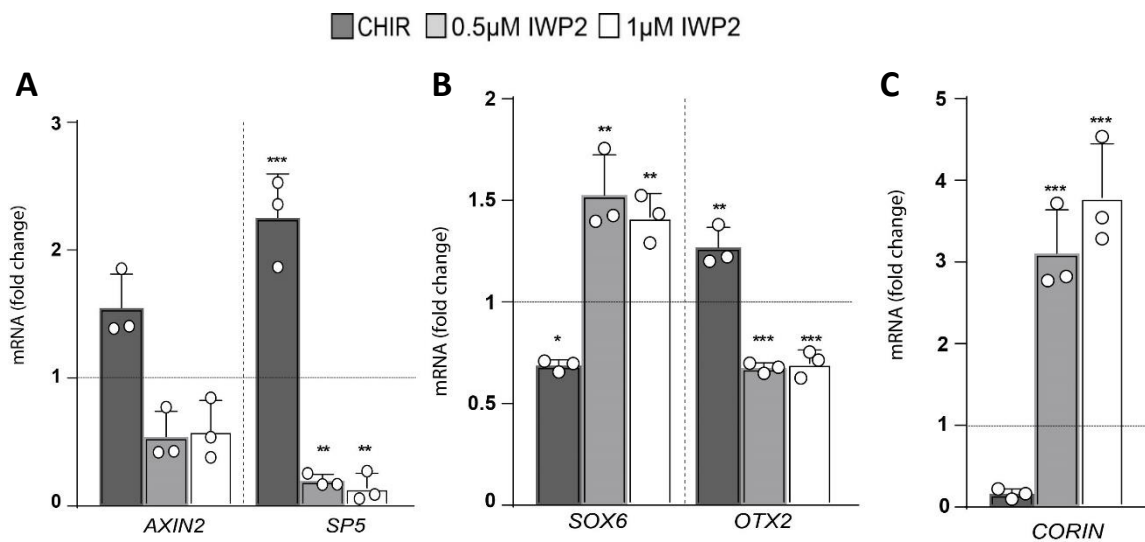 CHIR 0.5µM IWP2 1µM IWP2
A
mRNA (fold change)
3
2
1
0
***
**
**
AXIN2 SP5
B
mRNA (fold change)
2
1.5
1
0.5
0
*
**
**
**
***
***
SOX6 OTX2
C
mRNA (fold change)
5
4
3
2
1
0
***
***
CORIN